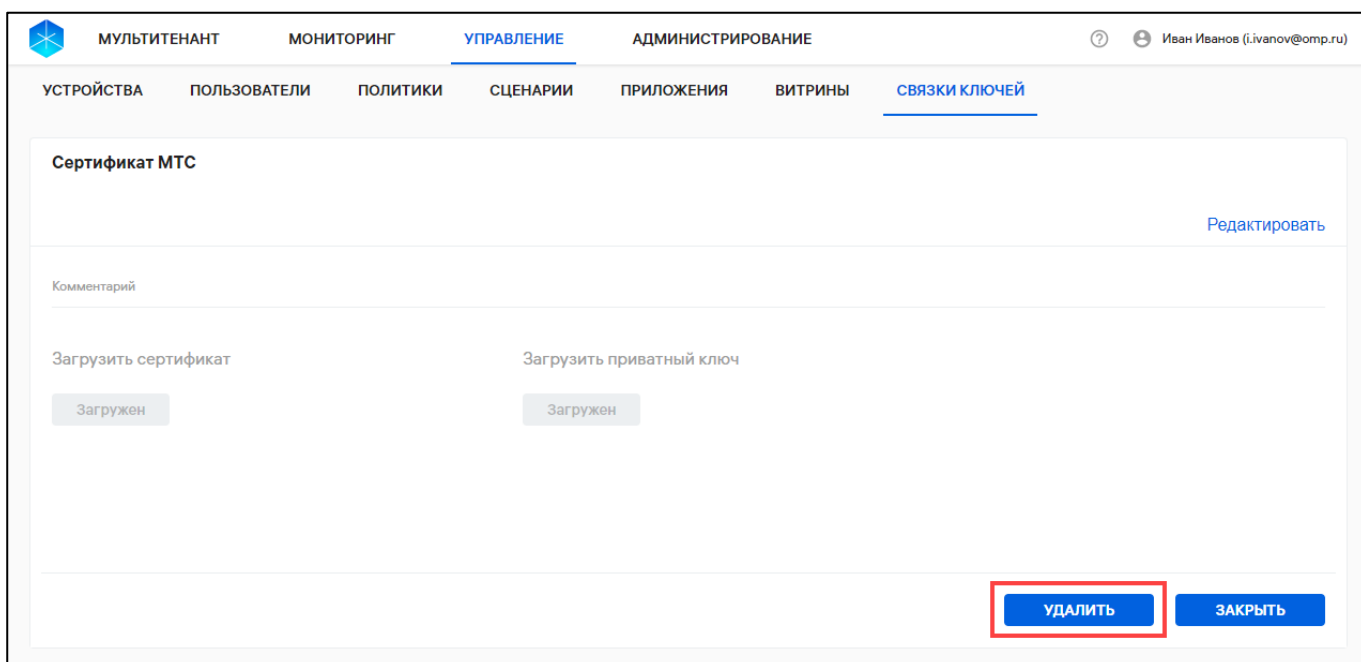 МУЛЬТИТЕНАНТ МОНИТОРИНГ УПРАВЛЕНИЕ АДМИНИСТРИРОВАНИЕ ? Иван Иванов (i.ivanov@omp.ru)
УСТРОЙСТВА ПОЛЬЗОВАТЕЛИ ПОЛИТИКИ СЦЕНАРИИ ПРИЛОЖЕНИЯ ВИТРИНЫ СВЯЗКИ КЛЮЧЕЙ
Сертификат МТС
Редактировать
Комментарий
Загрузить сертификат Загрузить приватный ключ
Загружен Загружен
УДАЛИТЬ ЗАКРЫТЬ